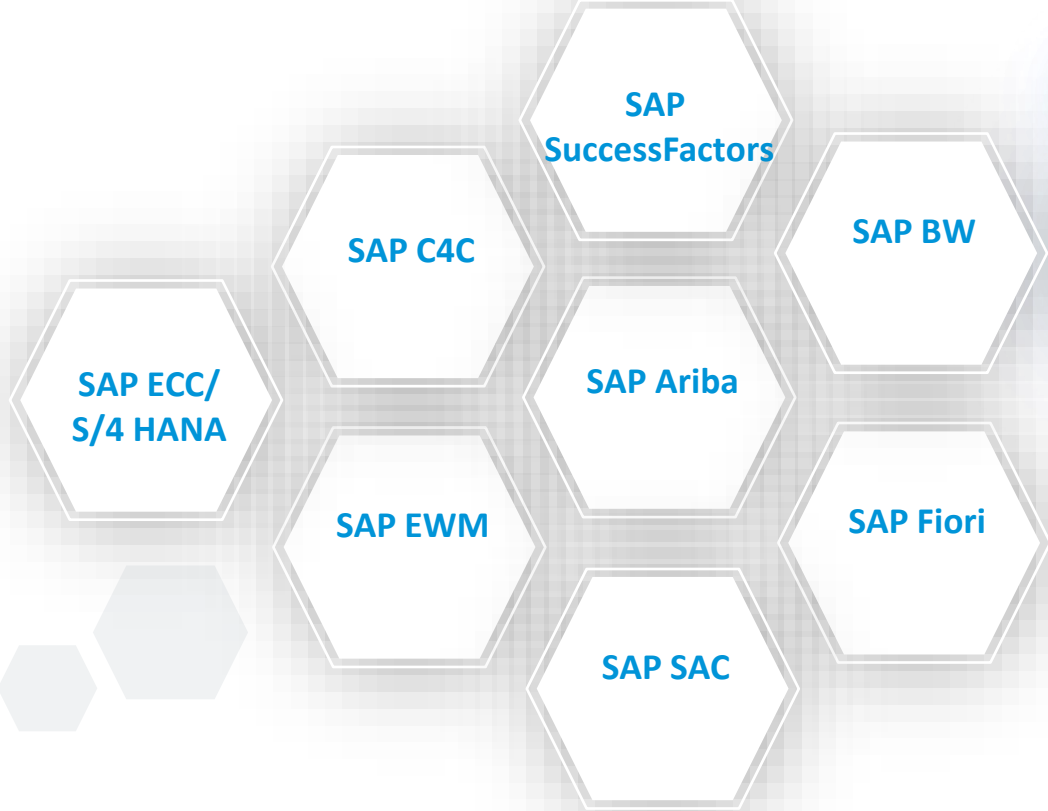 SAP
SuccessFactors
SAP BW
SAP C4C
SAP ECC/
S/4 HANA
SAP Ariba
SAP EWM
SAP Fiori
SAP SAC